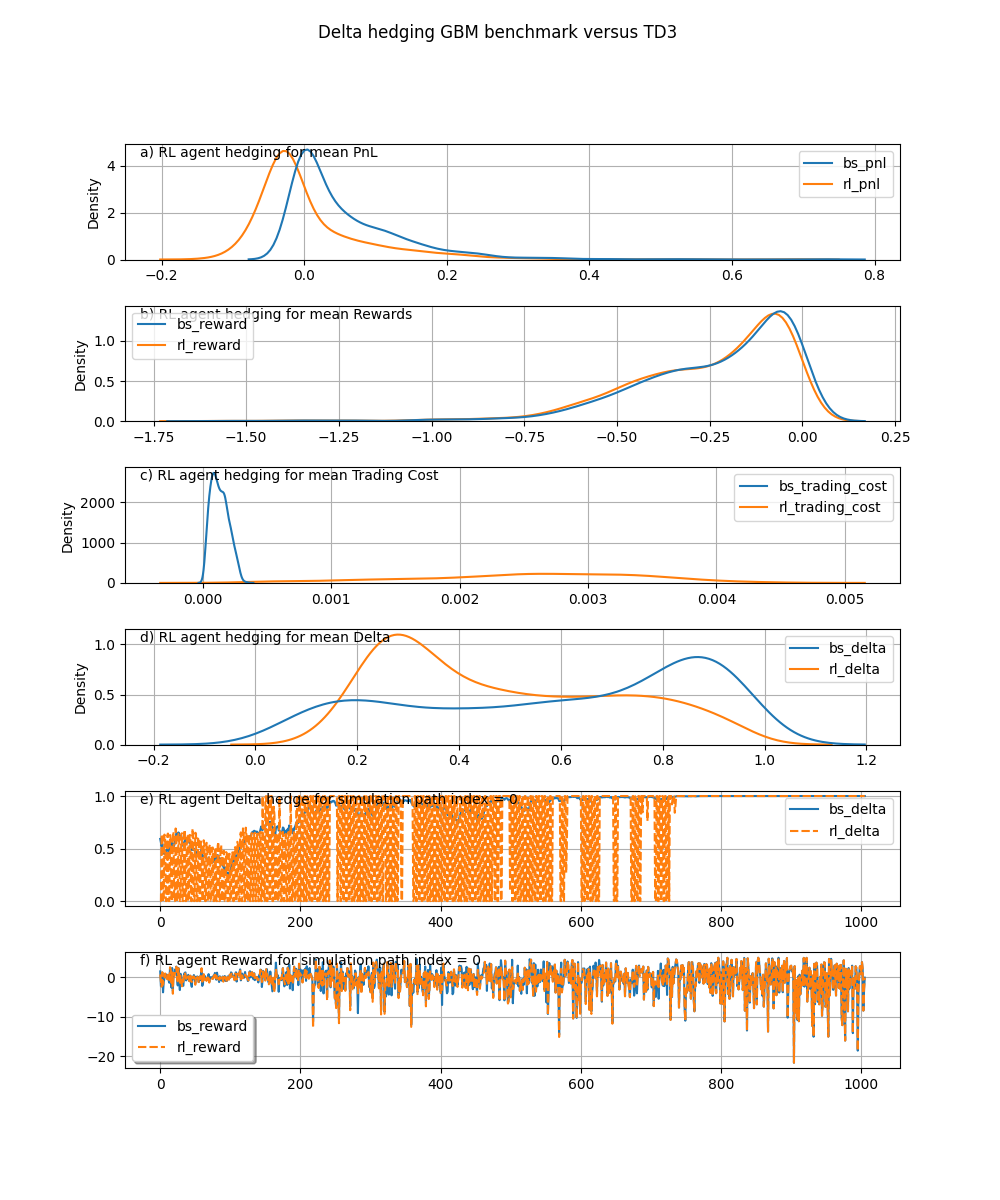 Delta hedging GBM benchmark versus TD3
a) RL agent hedging for mean PnL
bs_pnl
rl_pnl
Density
0
2
4
−0.2
0.0
0.2
0.4
0.6
0.8
b) RL agent hedging for mean Rewards
bs_reward
rl_reward
Density
0.0
0.5
1.0
−1.75
−1.50
−1.25
−1.00
−0.75
−0.50
−0.25
0.00
0.25
c) RL agent hedging for mean Trading Cost
bs_trading_cost
rl_trading_cost
Density
0
1000
2000
0.000
0.001
0.002
0.003
0.004
0.005
d) RL agent hedging for mean Delta
bs_delta
rl_delta
Density
0.0
0.5
1.0
−0.2
0.0
0.2
0.4
0.6
0.8
1.0
1.2
e) RL agent Delta hedge for simulation path index = 0
bs_delta
rl_delta
0.0
0.5
1.0
0
200
400
600
800
1000
f) RL agent Reward for simulation path index = 0
bs_reward
rl_reward
0
−10
−20
0
200
400
600
800
1000